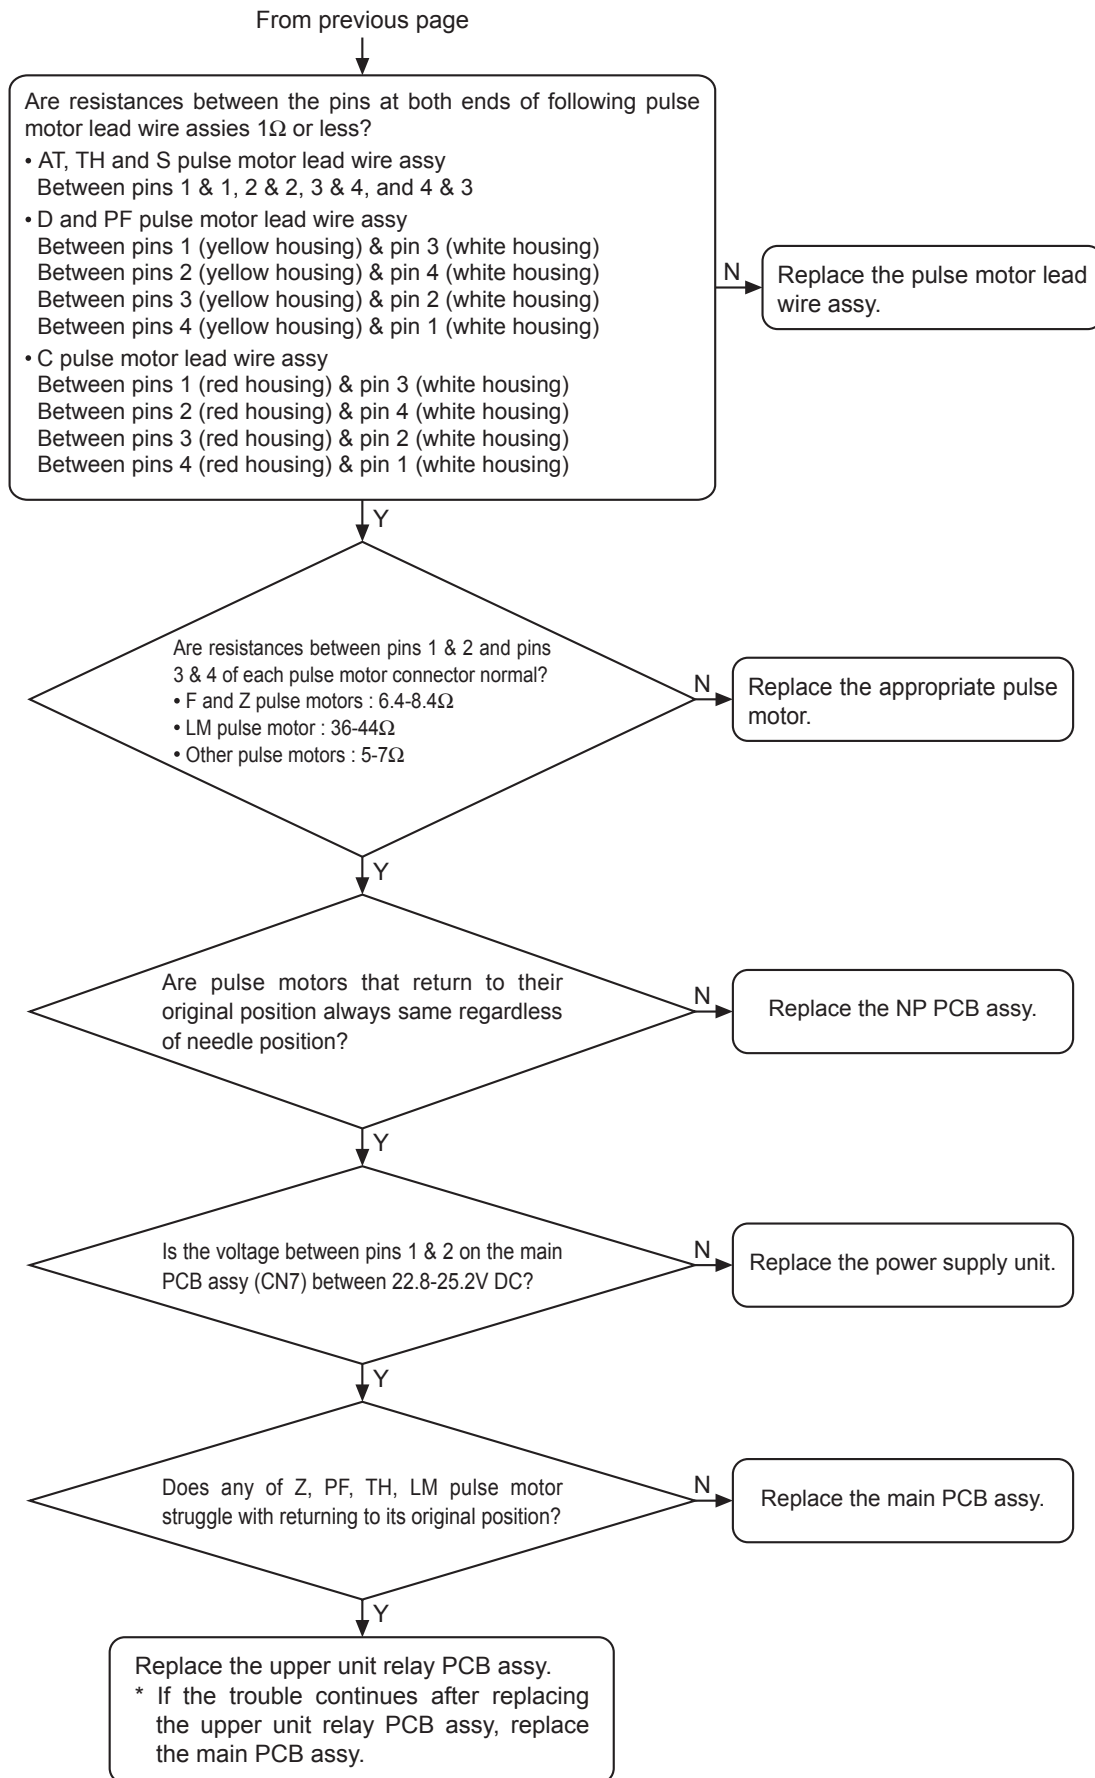 From previous page
Are resistances between the pins at both ends of following pulse
motor lead wire assies 1Ω or less?
• AT, TH and S pulse motor lead wire assy
Between pins 1 & 1, 2 & 2, 3 & 4, and 4 & 3
• D and PF pulse motor lead wire assy
Between pins 1 (yellow housing) & pin 3 (white housing)
Between pins 2 (yellow housing) & pin 4 (white housing)
Between pins 3 (yellow housing) & pin 2 (white housing)
Between pins 4 (yellow housing) & pin 1 (white housing)
• C pulse motor lead wire assy
Between pins 1 (red housing) & pin 3 (white housing)
Between pins 2 (red housing) & pin 4 (white housing)
Between pins 3 (red housing) & pin 2 (white housing)
Between pins 4 (red housing) & pin 1 (white housing)
N
Replace the pulse motor lead
wire assy.
Y
Are resistances between pins 1 & 2 and pins
3 & 4 of each pulse motor connector normal?
• F and Z pulse motors : 6.4-8.4Ω
• LM pulse motor : 36-44Ω
• Other pulse motors : 5-7Ω
N
Replace the appropriate pulse
motor.
Y
Are pulse motors that return to their
original position always same regardless
of needle position?
N
Replace the NP PCB assy.
Y
Is the voltage between pins 1 & 2 on the main
PCB assy (CN7) between 22.8-25.2V DC?
N
Replace the power supply unit.
Y
Does any of Z, PF, TH, LM pulse motor
struggle with returning to its original position?
N
Replace the main PCB assy.
Y
Replace the upper unit relay PCB assy.
* If the trouble continues after replacing
the upper unit relay PCB assy, replace
the main PCB assy.